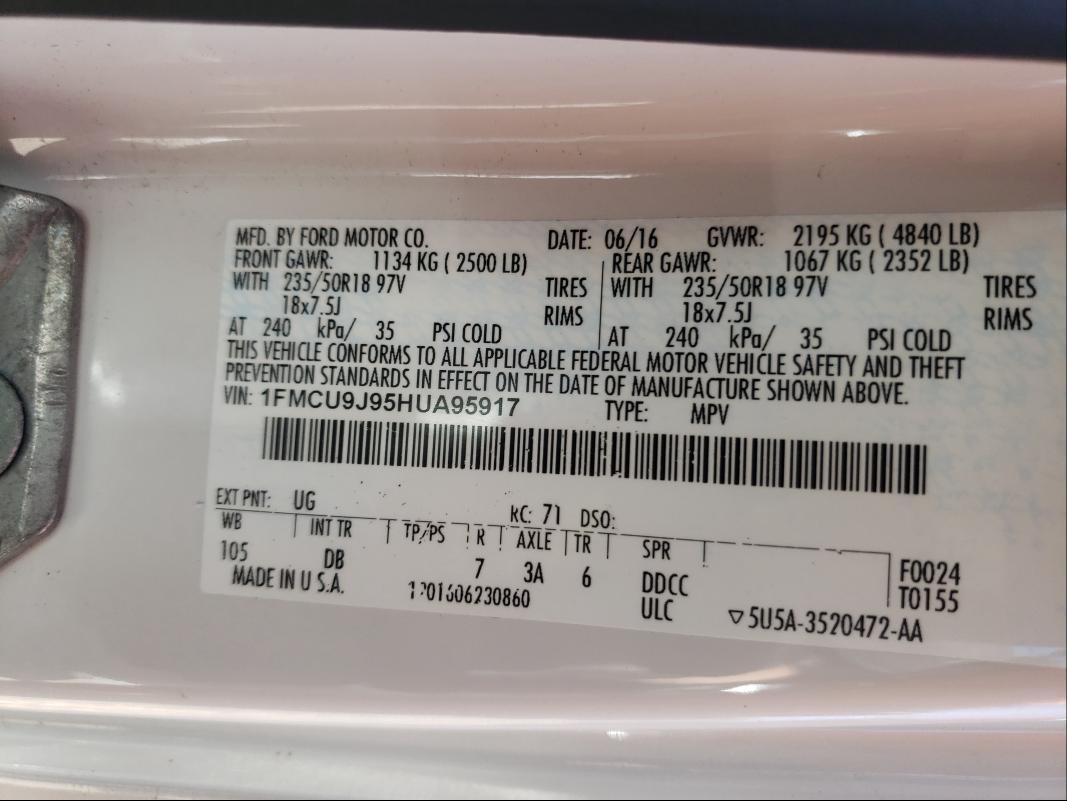 MFD. BY FORD MOTOR CO. DATE: 06/16 GVWR: 2195 KG ( 4840 LB)
FRONT GAWR: 1134 KG ( 2500 LB) REAR GAWR: 1067 KG ( 2352 LB)
WITH 235/50R18 97V TIRES WITH 235/50R18 97V TIRES
18x7.5J RIMS 18x7.5J RIMS
AT 240 kPa/ 35 PSI COLD AT 240 kPa/ 35 PSI COLD
THIS VEHICLE CONFORMS TO ALL APPLICABLE FEDERAL MOTOR VEHICLE SAFETY AND THEFT
PREVENTION STANDARDS IN EFFECT ON THE DATE OF MANUFACTURE SHOWN ABOVE.
VIN: 1FMCU9J95HUA95917 TYPE: MPV
EXT PNT: UG RC: 71 DSO:
WB INT TR TP/PS R AXLE TR SPR
105 DB 7 3A 6 DDCC F0024
MADE IN U S.A. ULC T0155
▽5U5A-3520472-AA